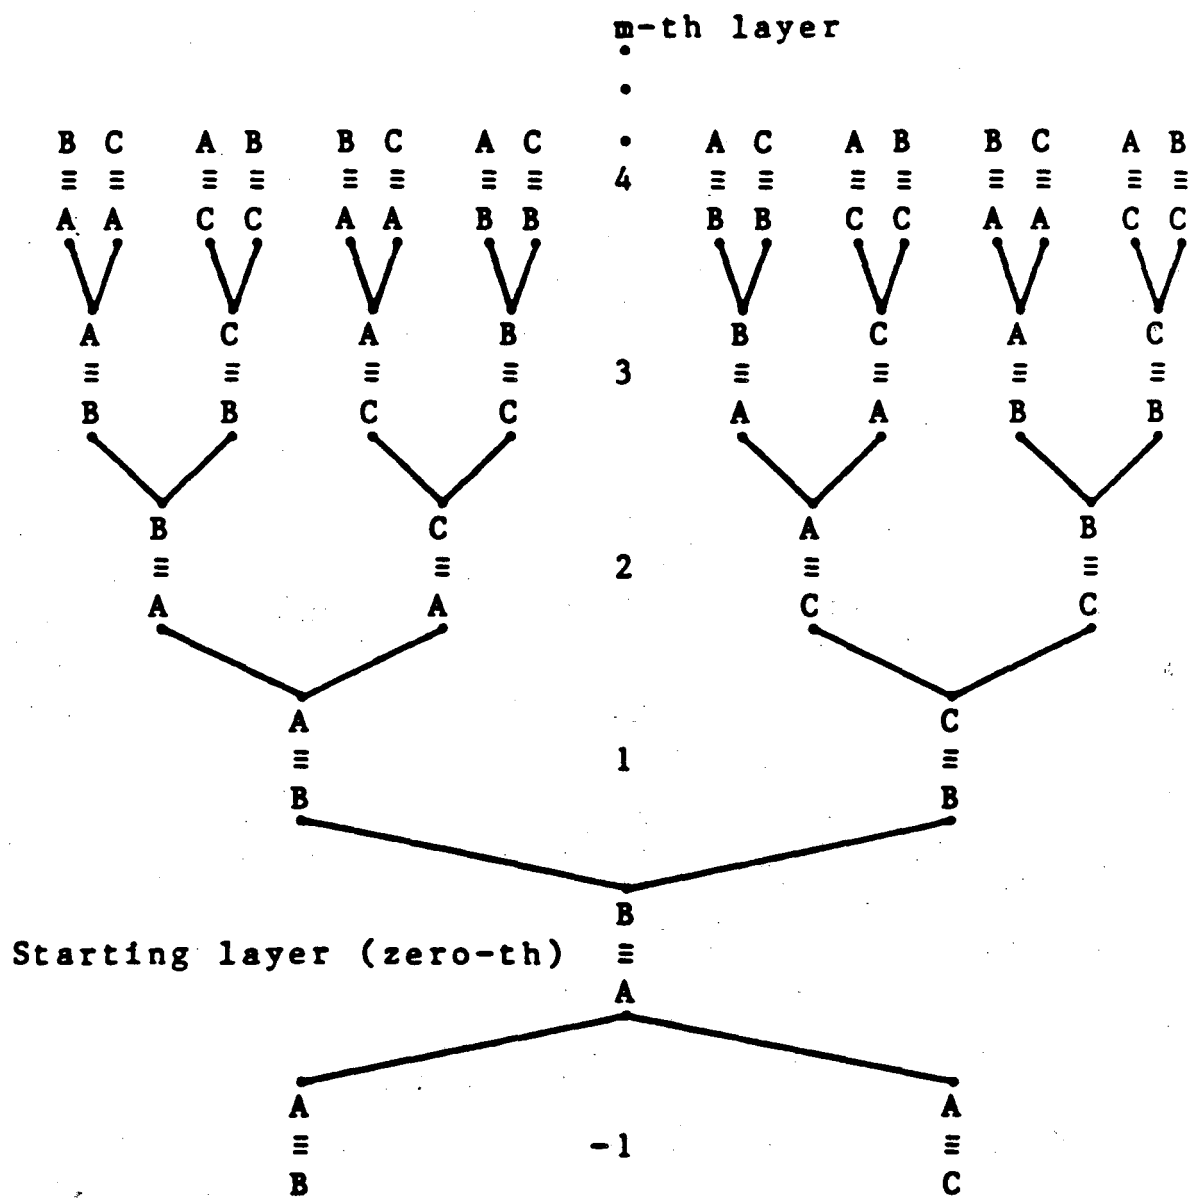 m-th layer
B C A B B C A C A C A B B C A B
≡ ≡ ≡ ≡ ≡ ≡ ≡ ≡ 4 ≡ ≡ ≡ ≡ ≡ ≡ ≡ ≡
A A C C A A B B B B C C A A C C
A C A B B C A C
≡ ≡ ≡ ≡ 3 ≡ ≡ ≡ ≡
B B C C A A B B
B C A B
≡ ≡ 2 ≡ ≡
A A C C
A C
≡ 1 ≡
B B
B
Starting layer (zero-th) ≡
A
A A
≡ -1 ≡
B C